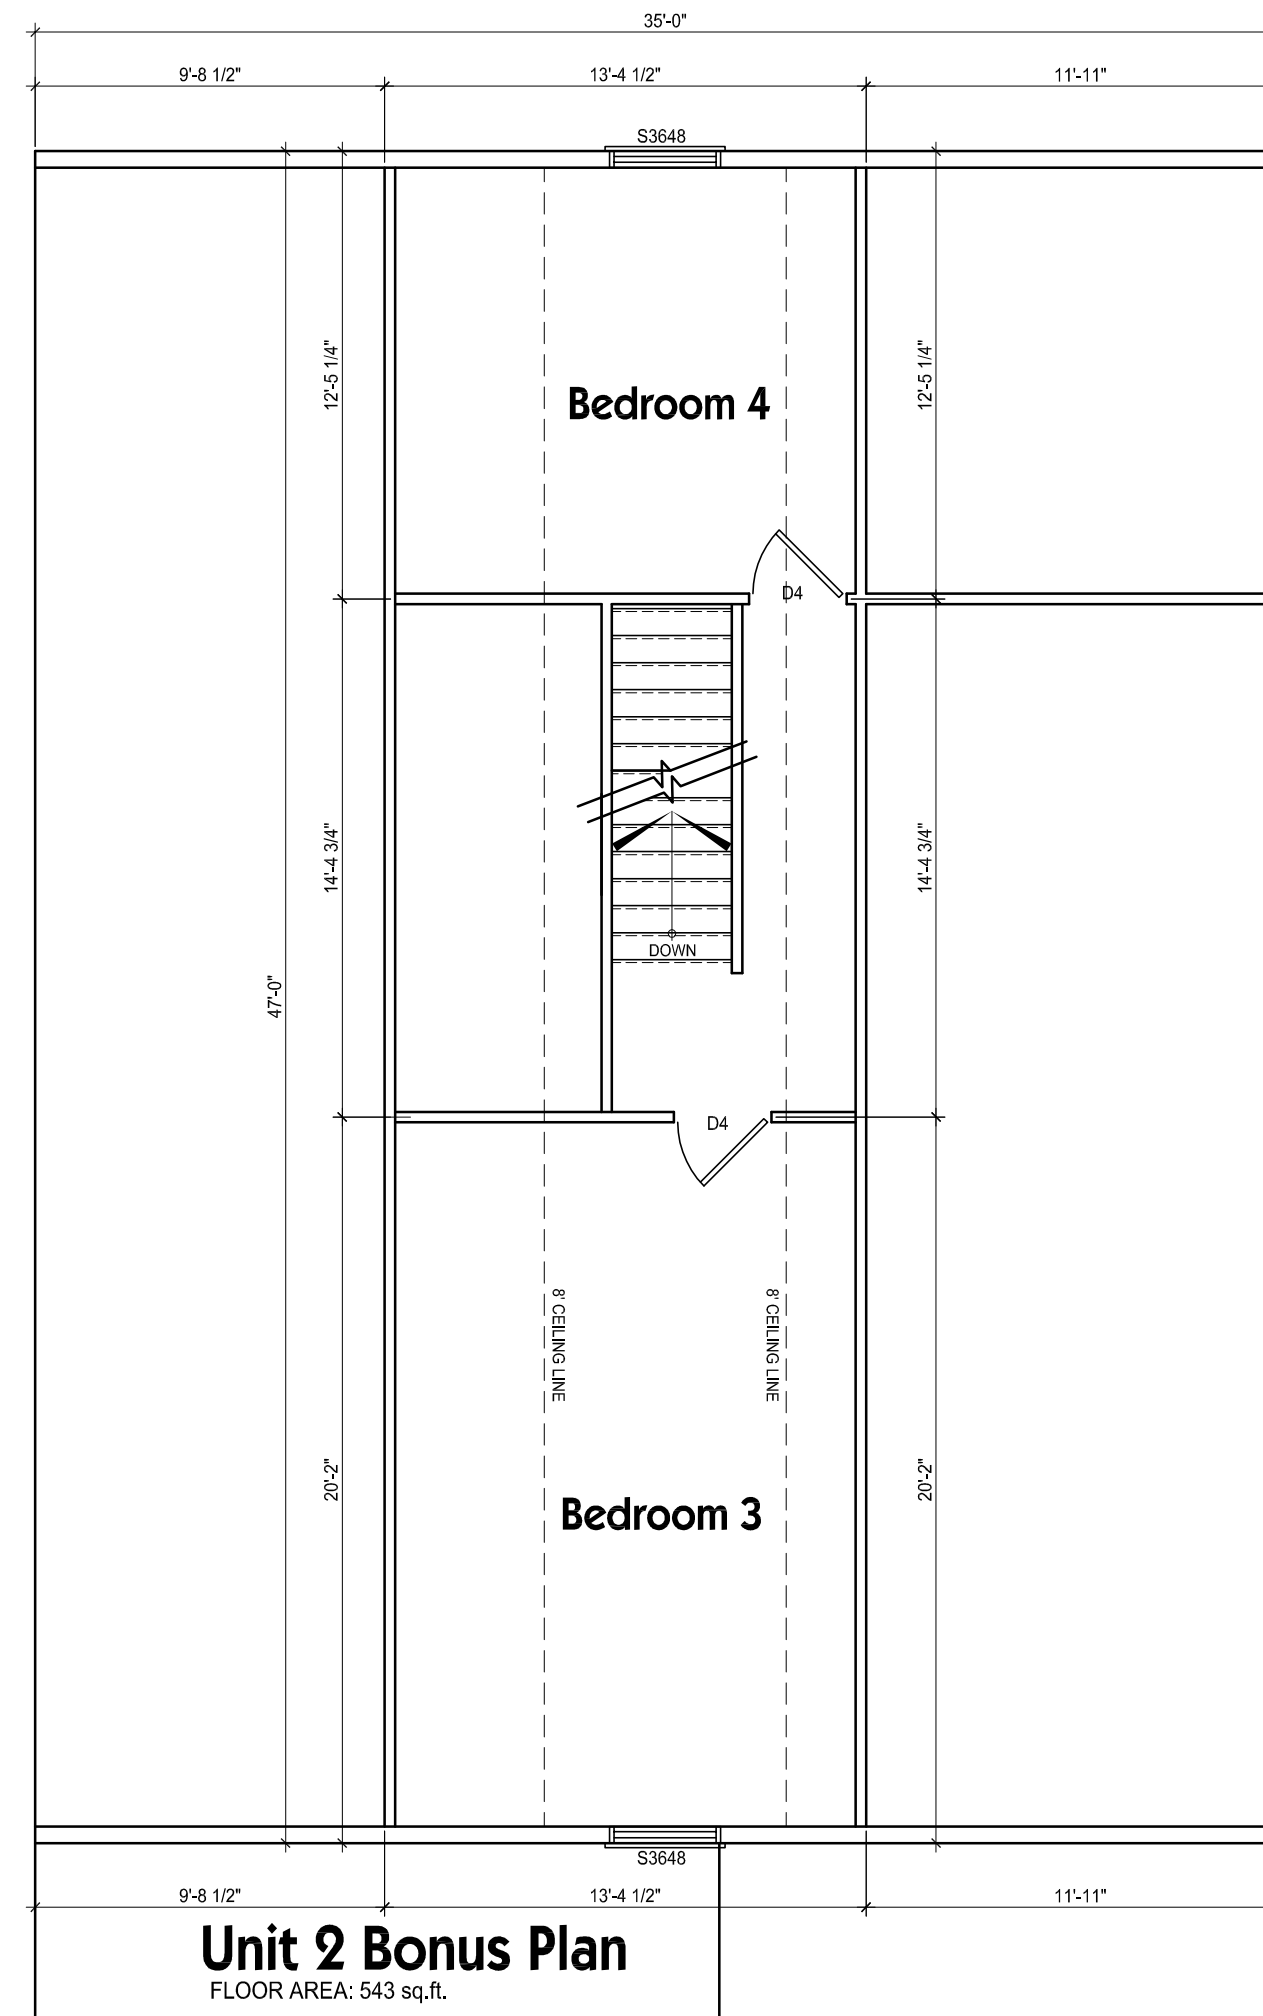 35'-0"
9'-8 1/2"
13'-4 1/2"
11'-11"
S3648
12'-5 1/4"
12'-5 1/4"
Bedroom 4
D4
14'-4 3/4"
14'-4 3/4"
DOWN
47'-0"
D4
8' CEILING LINE
8' CEILING LINE
20'-2"
20'-2"
Bedroom 3
S3648
9'-8 1/2"
13'-4 1/2"
11'-11"
Unit 2 Bonus Plan
FLOOR AREA: 543 sq.ft.